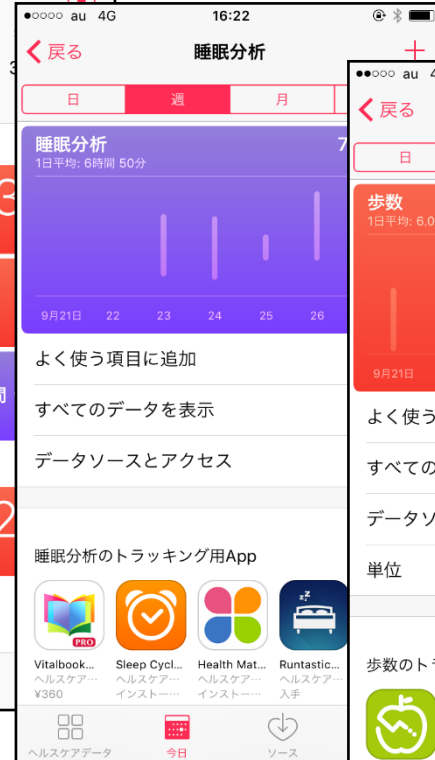 au 4G 16:22
戻る 睡眠分析
日 週 月
睡眠分析 7
1日平均: 6時間 50分
9月21日 22 23 24 25 26
よく使う項目に追加
すべてのデータを表示
データソースとアクセス
睡眠分析のトラッキング用App
PRO
Vitalbook... Sleep Cycl... Health Mat... Runtastic...
ヘルスケア… ヘルスケア… ヘルスケア… ヘルスケア…
¥360 インスト… インスト… 入手
ヘルスケアデータ 今日 ソース
au 4
戻る
日
歩数
1日平均: 6,0
9月21日
よく使う
すべての
データソ
単位
歩数のトラ
3
間
2